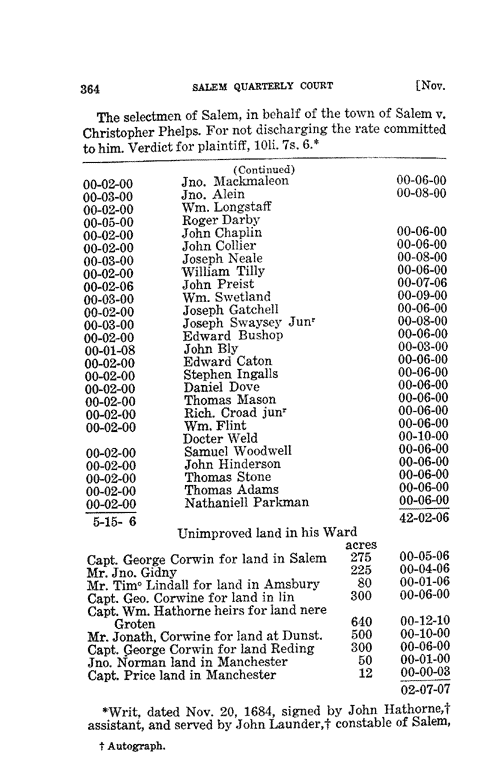 364 SALEM QUARTERLY COURT [Nov.
The selectmen of Salem, in behalf of the town of Salem v.
Christopher Phelps. For not discharging the rate committed
to him. Verdict for plaintiff, 10li. 7s. 6.*
(Continued)
00-02-00 Jno. Mackmaleon 00-06-00
00-03-00 Jno. Alein 00-08-00
00-02-00 Wm. Longstaff
00-05-00 Roger Darby
00-02-00 John Chaplin 00-06-00
00-02-00 John Collier 00-06-00
00-03-00 Joseph Neale 00-08-00
00-02-00 William Tilly 00-06-00
00-02-06 John Preist 00-07-06
00-03-00 Wm. Swetland 00-09-00
00-02-00 Joseph Gatchell 00-06-00
00-03-00 Joseph Swaysey Junʳ 00-08-00
00-02-00 Edward Bushop 00-06-00
00-01-08 John Bly 00-03-00
00-02-00 Edward Caton 00-06-00
00-02-00 Stephen Ingalls 00-06-00
00-02-00 Daniel Dove 00-06-00
00-02-00 Thomas Mason 00-06-00
00-02-00 Rich. Croad junʳ 00-06-00
00-02-00 Wm. Flint 00-06-00
Docter Weld 00-10-00
00-02-00 Samuel Woodwell 00-06-00
00-02-00 John Hinderson 00-06-00
00-02-00 Thomas Stone 00-06-00
00-02-00 Thomas Adams 00-06-00
00-02-00 Nathaniell Parkman 00-06-00
5-15- 6 42-02-06
Unimproved land in his Ward
acres
Capt. George Corwin for land in Salem 275 00-05-06
Mr. Jno. Gidny 225 00-04-06
Mr. Timᵒ Lindall for land in Amsbury 80 00-01-06
Capt. Geo. Corwine for land in lin 300 00-06-00
Capt. Wm. Hathorne heirs for land nere
Groten 640 00-12-10
Mr. Jonath, Corwine for land at Dunst. 500 00-10-00
Capt. George Corwin for land Reding 300 00-06-00
Jno. Norman land in Manchester 50 00-01-00
Capt. Price land in Manchester 12 00-00-03
02-07-07
*Writ, dated Nov. 20, 1684, signed by John Hathorne,†
assistant, and served by John Launder,† constable of Salem,
† Autograph.